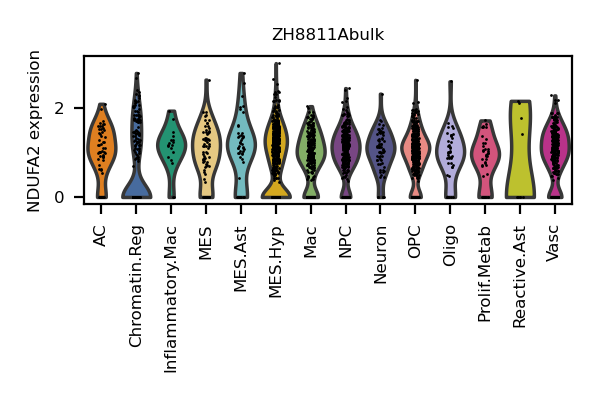 ZH8811Abulk
NDUFA2 expression
2
0
AC
Chromatin.Reg
Inflammatory.Mac
MES
MES.Ast
MES.Hyp
Mac
NPC
Neuron
OPC
Oligo
Prolif.Metab
Reactive.Ast
Vasc